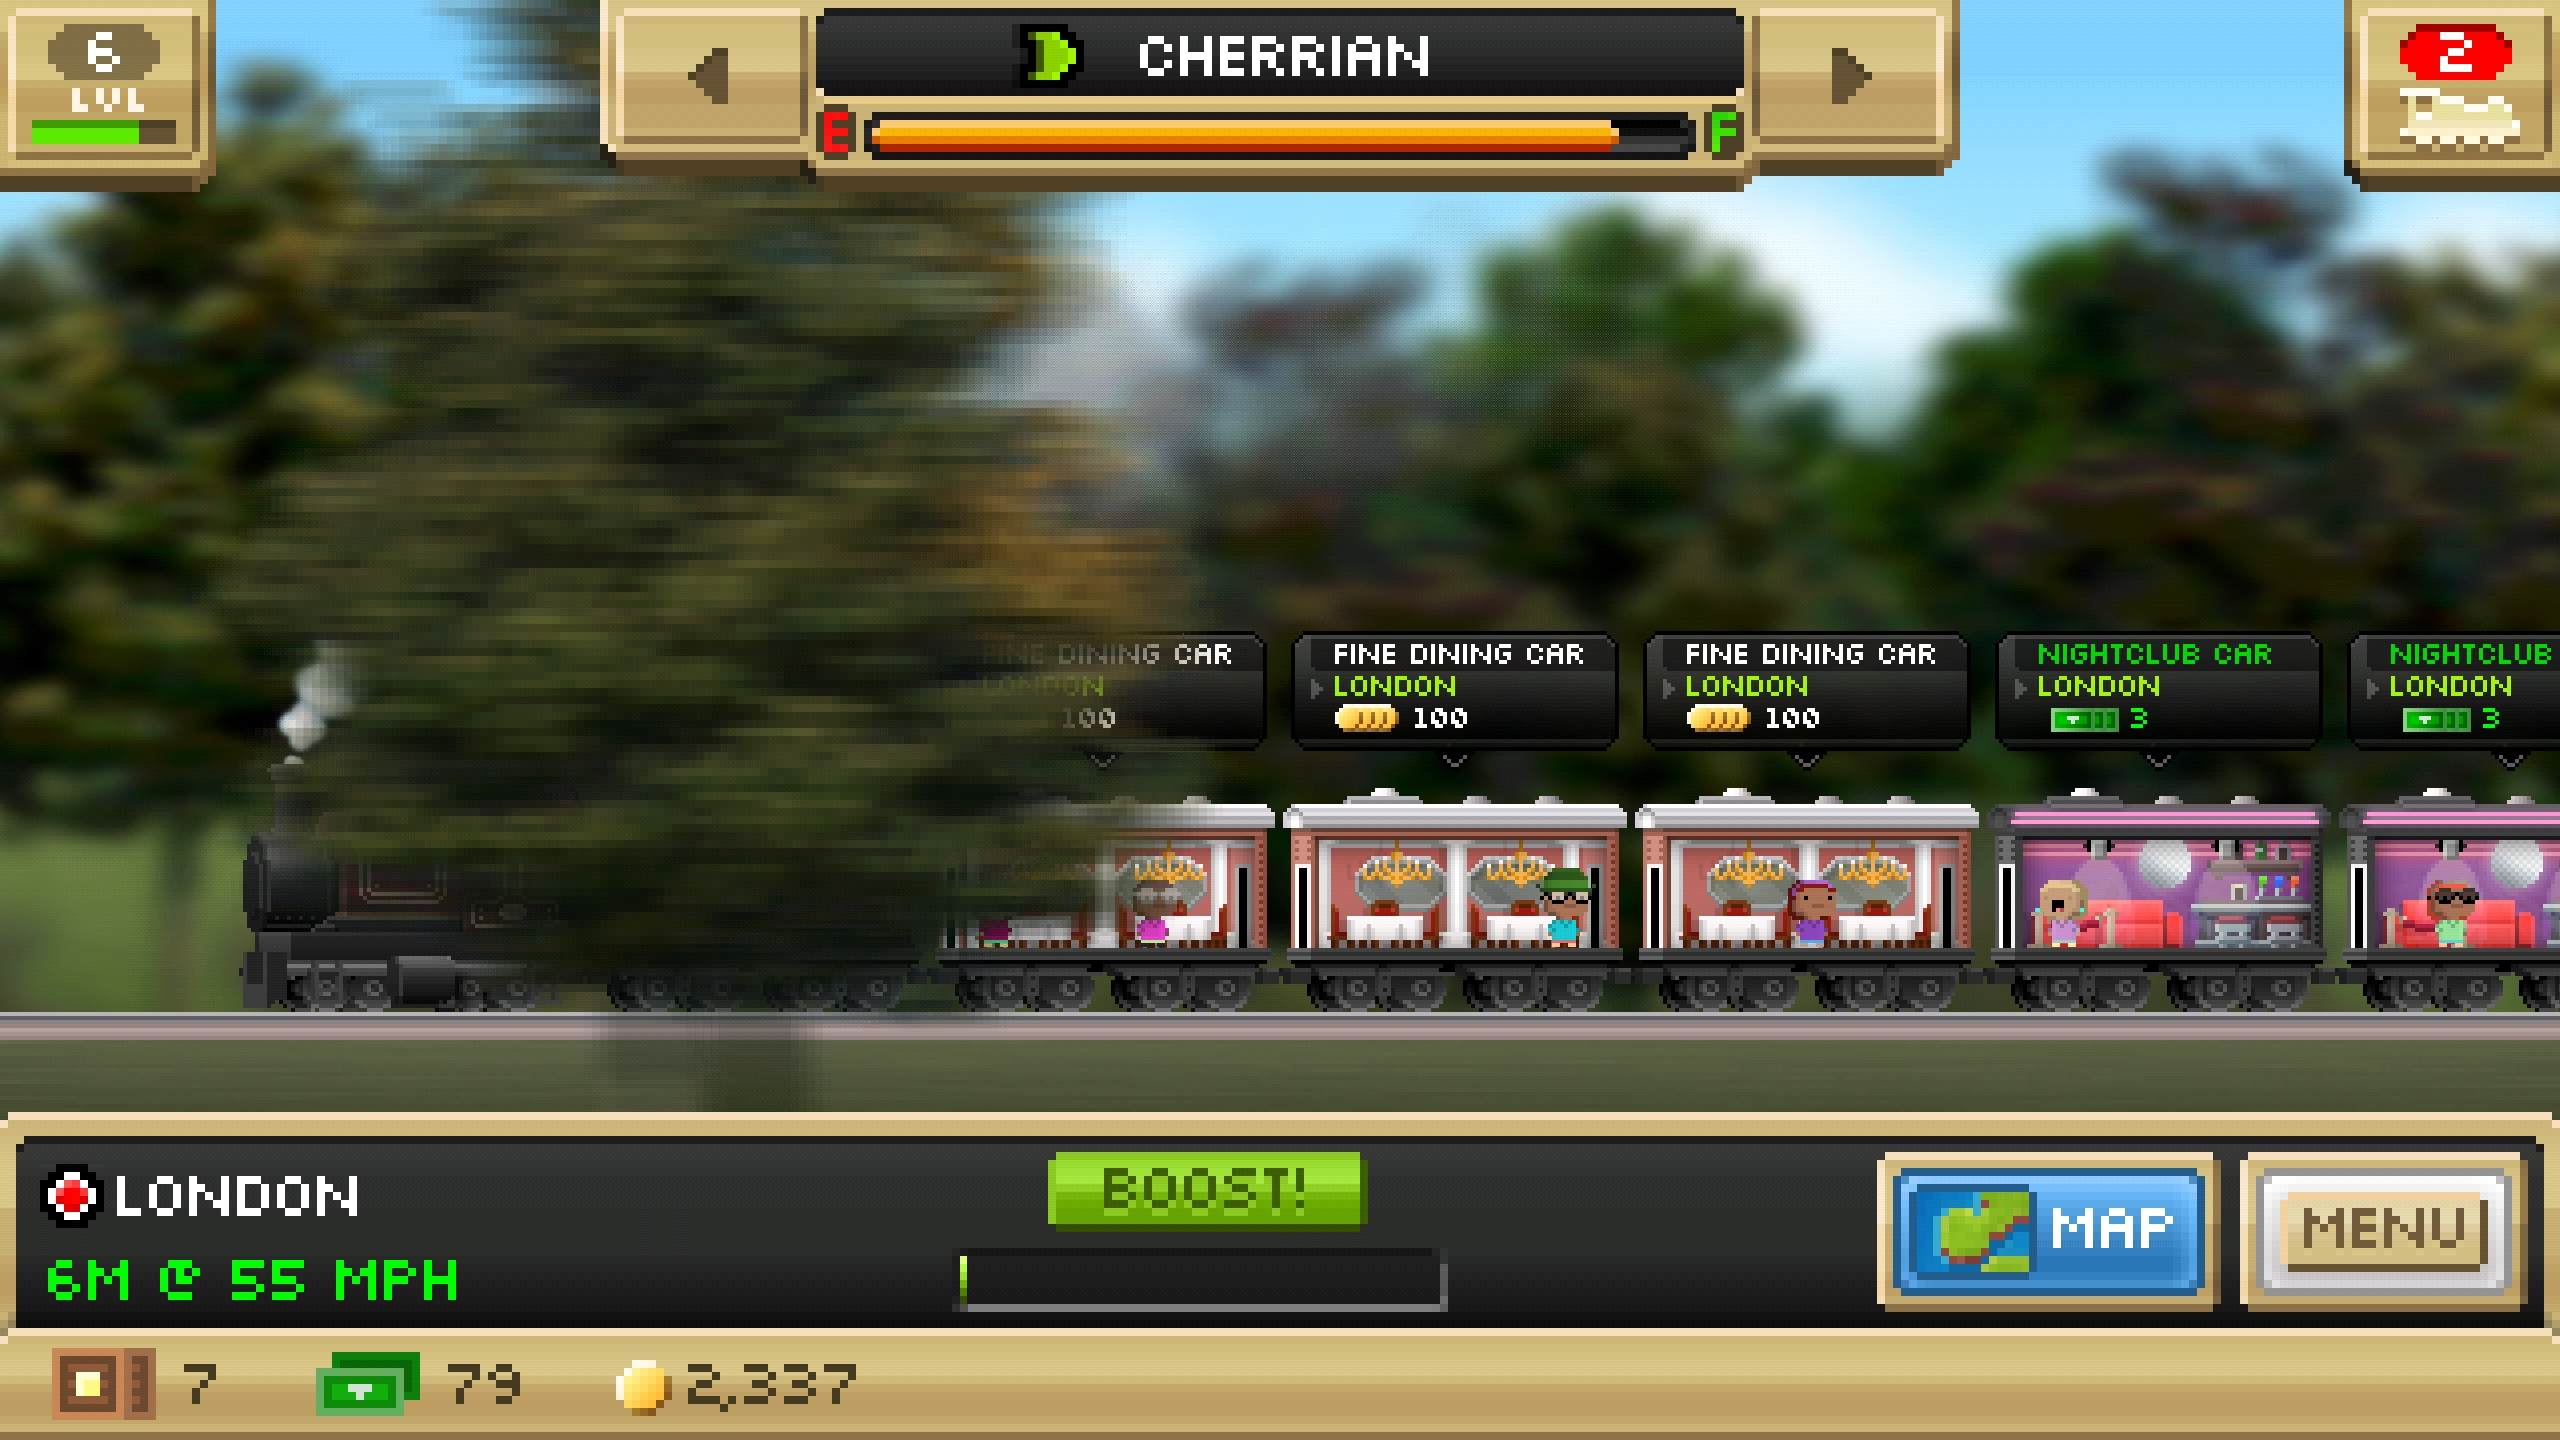 6
LVL
CHERRIAN
E
F
2
FINE DINING CAR
LONDON
100
FINE DINING CAR
LONDON
100
FINE DINING CAR
LONDON
100
NIGHTCLUB CAR
LONDON
3
NIGHTCLUB
LONDON
3
LONDON
6M @ 55 MPH
BOOST!
MAP
MENU
7
79
2,337